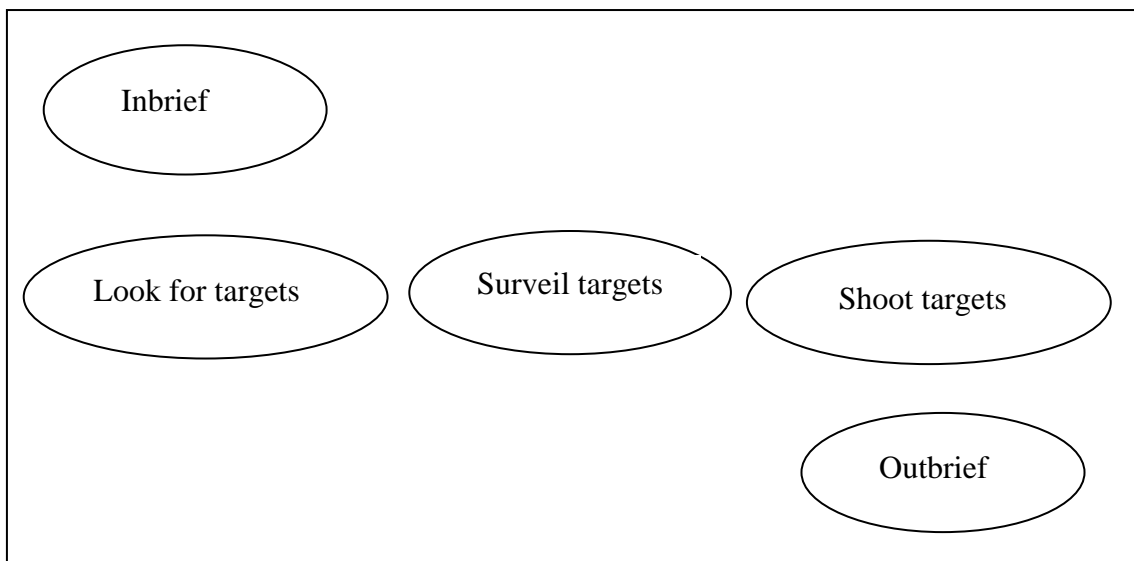 Inbrief
Look for targets
Surveil targets
Shoot targets
Outbrief